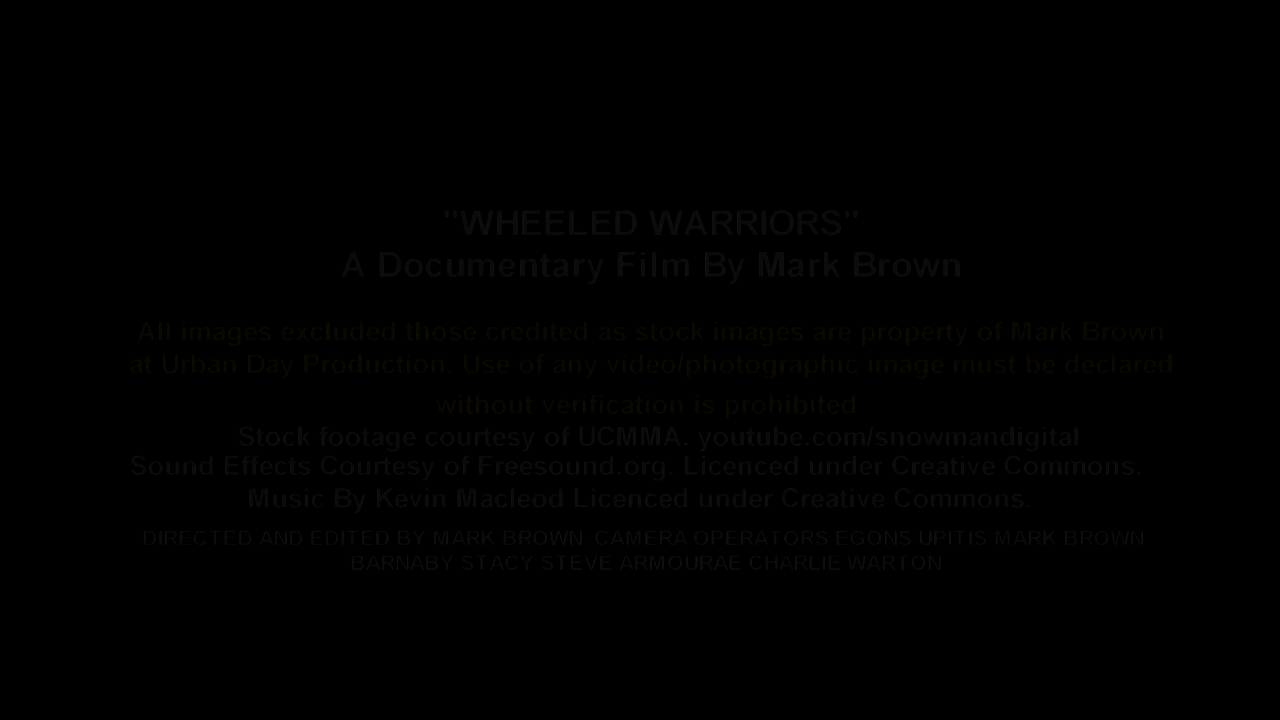 "WHEELED WARRIORS"
A Documentary Film By Mark Brown
All images excluded those credited as stock images are property of Mark Brown
at Urban Day Production. Use of any video/photographic image must be declared
without verification is prohibited
Stock footage courtesy of UCMMA. youtube.com/snowmandigital
Sound Effects Courtesy of Freesound.org. Licenced under Creative Commons.
Music By Kevin Macleod Licenced under Creative Commons.
DIRECTED AND EDITED BY MARK BROWN CAMERA OPERATORS EGONS UPITIS MARK BROWN
BARNABY STACY STEVE ARMOURAE CHARLIE WARTON